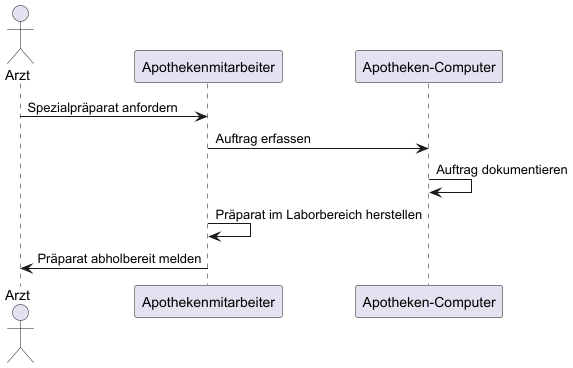 Arzt
Apothekenmitarbeiter
Apotheken-Computer
Spezialpräparat anfordern
Auftrag erfassen
Auftrag dokumentieren
Präparat im Laborbereich herstellen
Präparat abholbereit melden
Arzt
Apothekenmitarbeiter
Apotheken-Computer